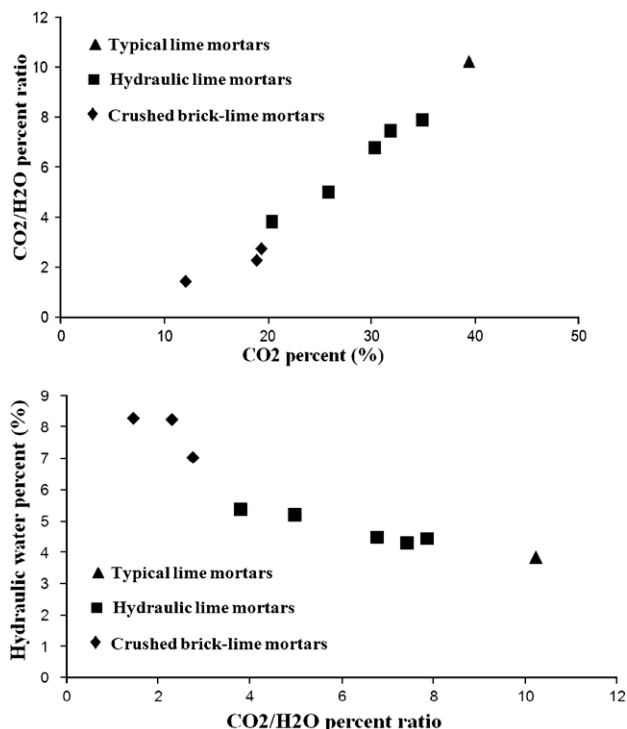 12
10
8
6
4
2
0
CO2/H2O percent ratio
▲ Typical lime mortars
■ Hydraulic lime mortars
◆ Crushed brick-lime mortars
0 10 20 30 40 50
CO2 percent (%)
9
8
7
6
5
4
3
2
1
0
Hydraulic water percent (%)
▲ Typical lime mortars
■ Hydraulic lime mortars
◆ Crushed brick-lime mortars
0 2 4 6 8 10 12
CO2/H2O percent ratio